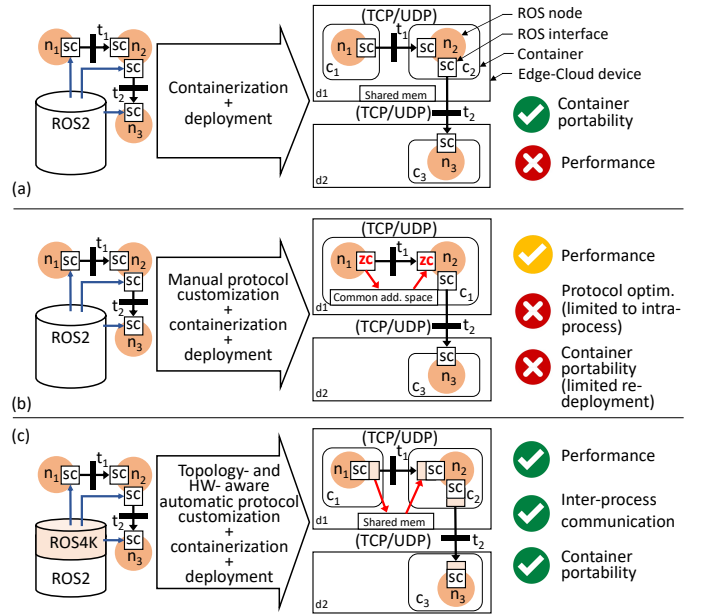 n1 SC t1 SC n2
SC
t2
ROS2 SC
n3
(a)
Containerization
+
deployment
(TCP/UDP)
n1 SC t1 SC n2
SC
c1 c2
d1 Shared mem
(TCP/UDP) t2
SC
n3
c3
d2
ROS node
ROS interface
Container
Edge-Cloud device
Container
portability
Performance
n1 SC t1 SC n2
SC
t2
ROS2 SC
n3
(b)
Manual protocol
customization
+
containerization
+
deployment
(TCP/UDP)
n1 ZC t1 ZC n2
SC
c1
d1 Common add. space
(TCP/UDP) t2
SC
n3
c3
d2
Performance
Protocol optim.
(limited to intra-
process)
Container
portability
(limited re-
deployment)
(c)
n1 SC t1 SC n2
SC
t2
ROS4K SC
n3
ROS2
Topology- and
HW- aware
automatic protocol
customization
+
containerization
+
deployment
(TCP/UDP)
n1 SC t1 SC n2
SC
c1 c2
d1 Shared mem
(TCP/UDP) t2
SC
n3
c3
d2
Performance
Inter-process
communication
Container
portability